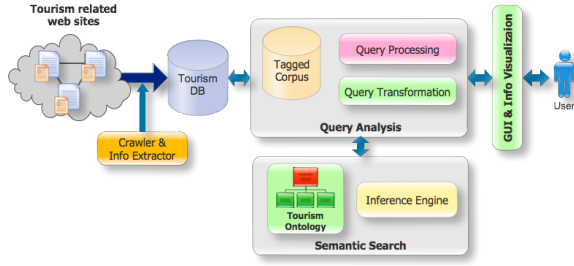 Tourism related
web sites
Tourism
DB
Crawler &
Info Extractor
Tagged
Corpus
Query Processing
Query Transformation
Query Analysis
Tourism
Ontology
Inference Engine
Semantic Search
GUI & Info Visualizaion
User